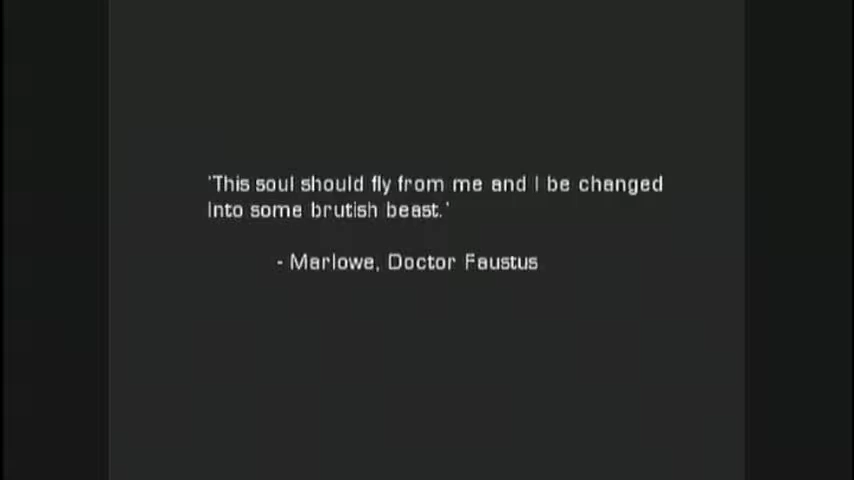 'This soul should fly from me and I be changed
into some brutish beast.'
- Marlowe, Doctor Faustus